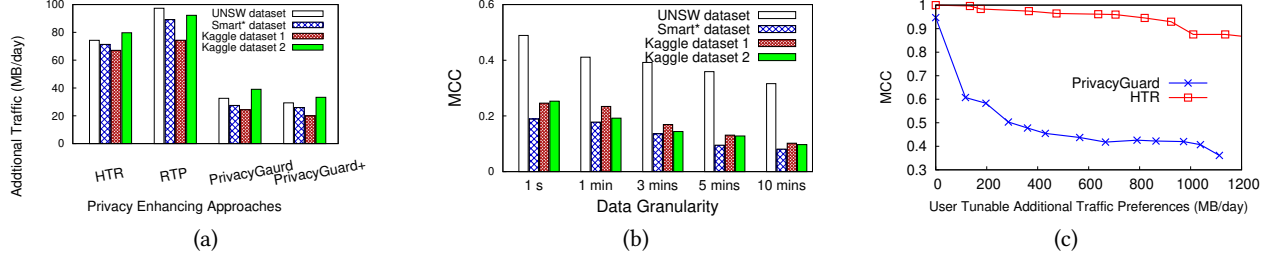 Addtional Traffic (MB/day)
100
80
60
40
20
0
UNSW dataset
Smart* dataset
Kaggle dataset 1
Kaggle dataset 2
HTR
RTP
PrivacyGaurd
PrivacyGuard+
Privacy Enhancing Approaches
(a)
MCC
0.6
0.4
0.2
0
UNSW dataset
Smart* dataset
Kaggle dataset 1
Kaggle dataset 2
1 s
1 min
3 mins
5 mins
10 mins
Data Granularity
(b)
MCC
1
0.9
0.8
0.7
0.6
0.5
0.4
0.3
PrivacyGuard
HTR
0 200 400 600 800 1000 1200
User Tunable Additional Traffic Preferences (MB/day)
(c)